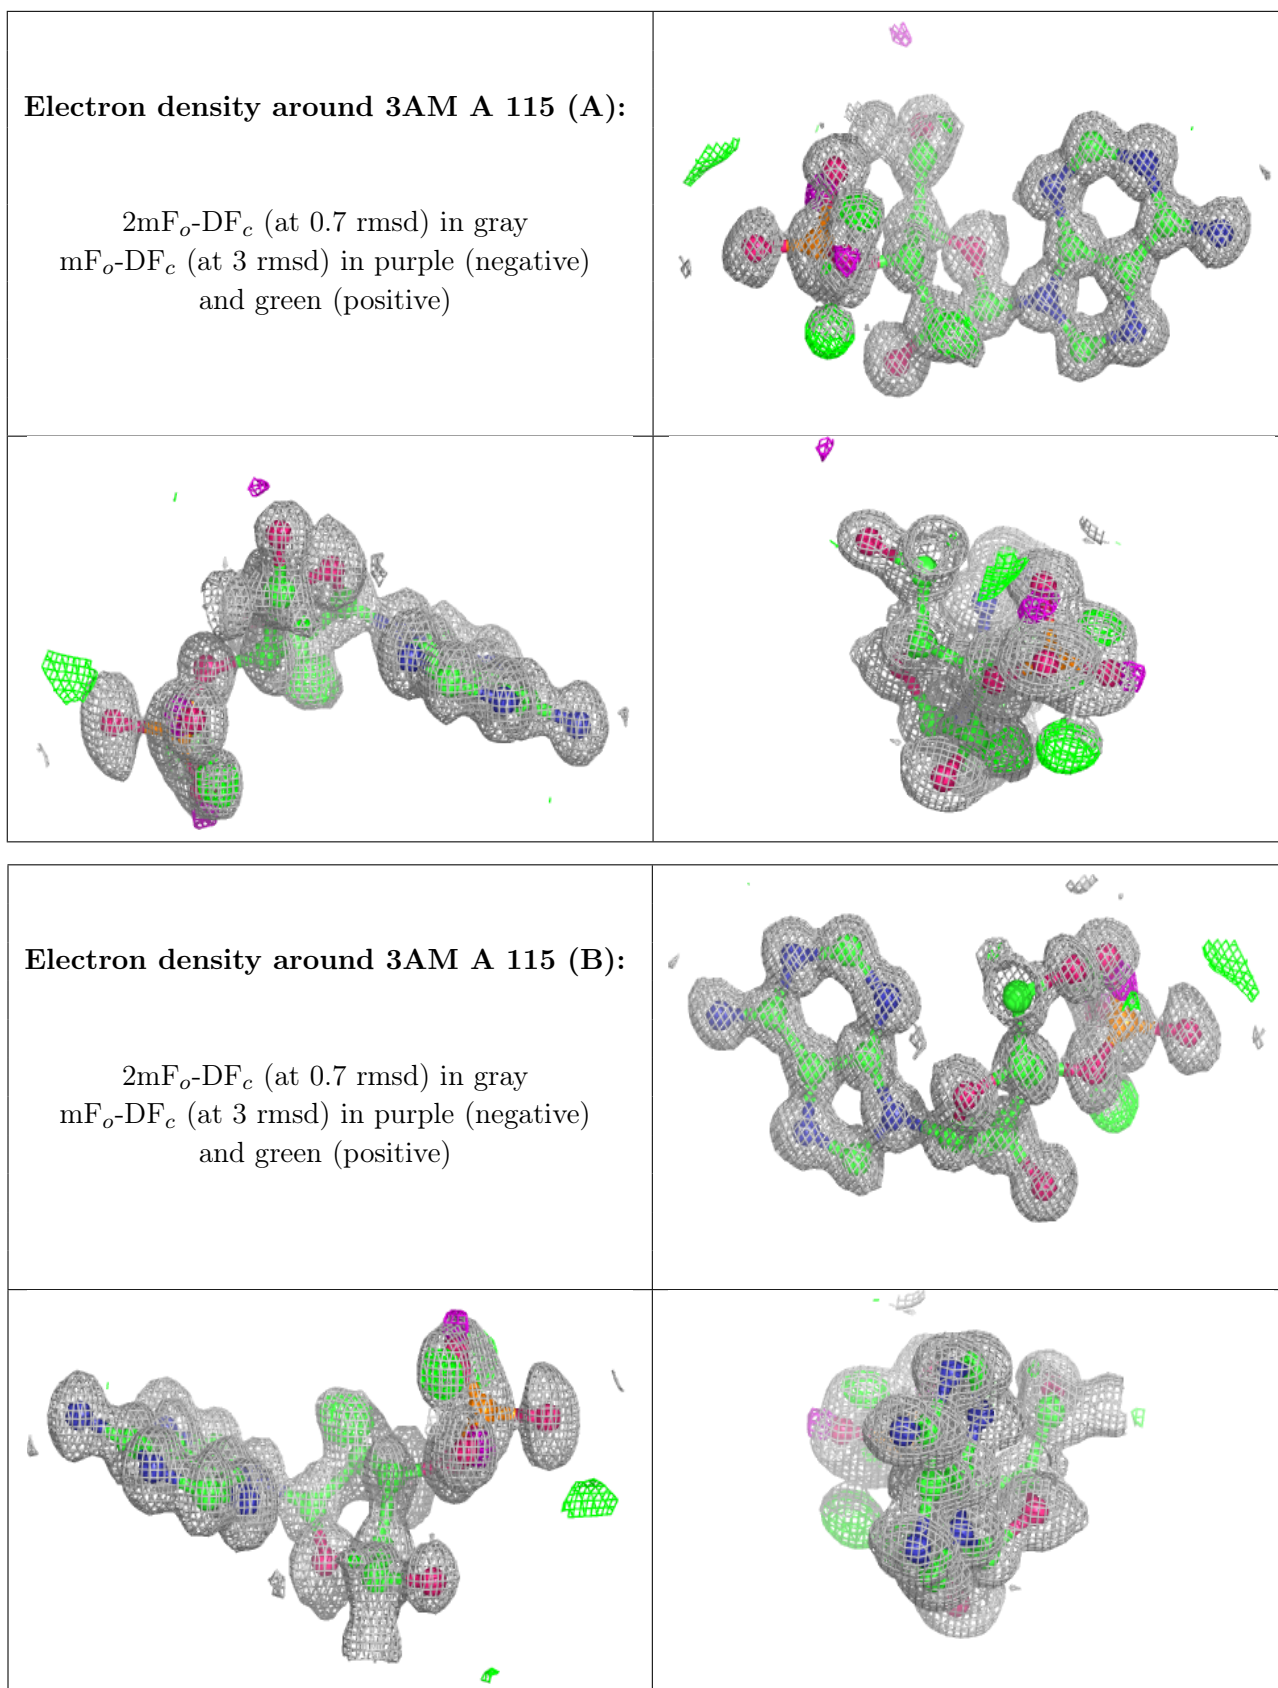 Electron density around 3AM A 115 (A):
2mFo-DFc (at 0.7 rmsd) in gray
mFo-DFc (at 3 rmsd) in purple (negative)
and green (positive)
Electron density around 3AM A 115 (B):
2mFo-DFc (at 0.7 rmsd) in gray
mFo-DFc (at 3 rmsd) in purple (negative)
and green (positive)